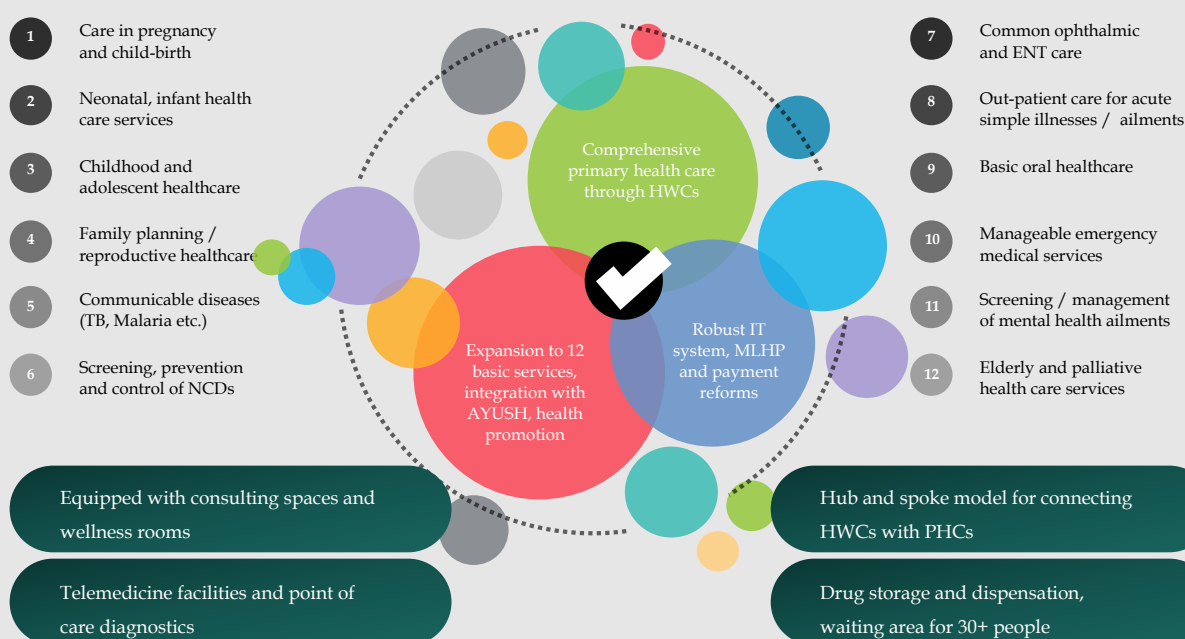 1
Care in pregnancy
and child-birth
2
Neonatal, infant health
care services
3
Childhood and
adolescent healthcare
4
Family planning /
reproductive healthcare
5
Communicable diseases
(TB, Malaria etc.)
6
Screening, prevention
and control of NCDs
Comprehensive
primary health care
through HWCs
Expansion to 12
basic services,
integration with
AYUSH, health
promotion
Robust IT
system, MLHP
and payment
reforms
7
Common ophthalmic
and ENT care
8
Out-patient care for acute
simple illnesses / ailments
9
Basic oral healthcare
10
Manageable emergency
medical services
11
Screening / management
of mental health ailments
12
Elderly and palliative
health care services
Equipped with consulting spaces and
wellness rooms
Telemedicine facilities and point of
care diagnostics
Hub and spoke model for connecting
HWCs with PHCs
Drug storage and dispensation,
waiting area for 30+ people